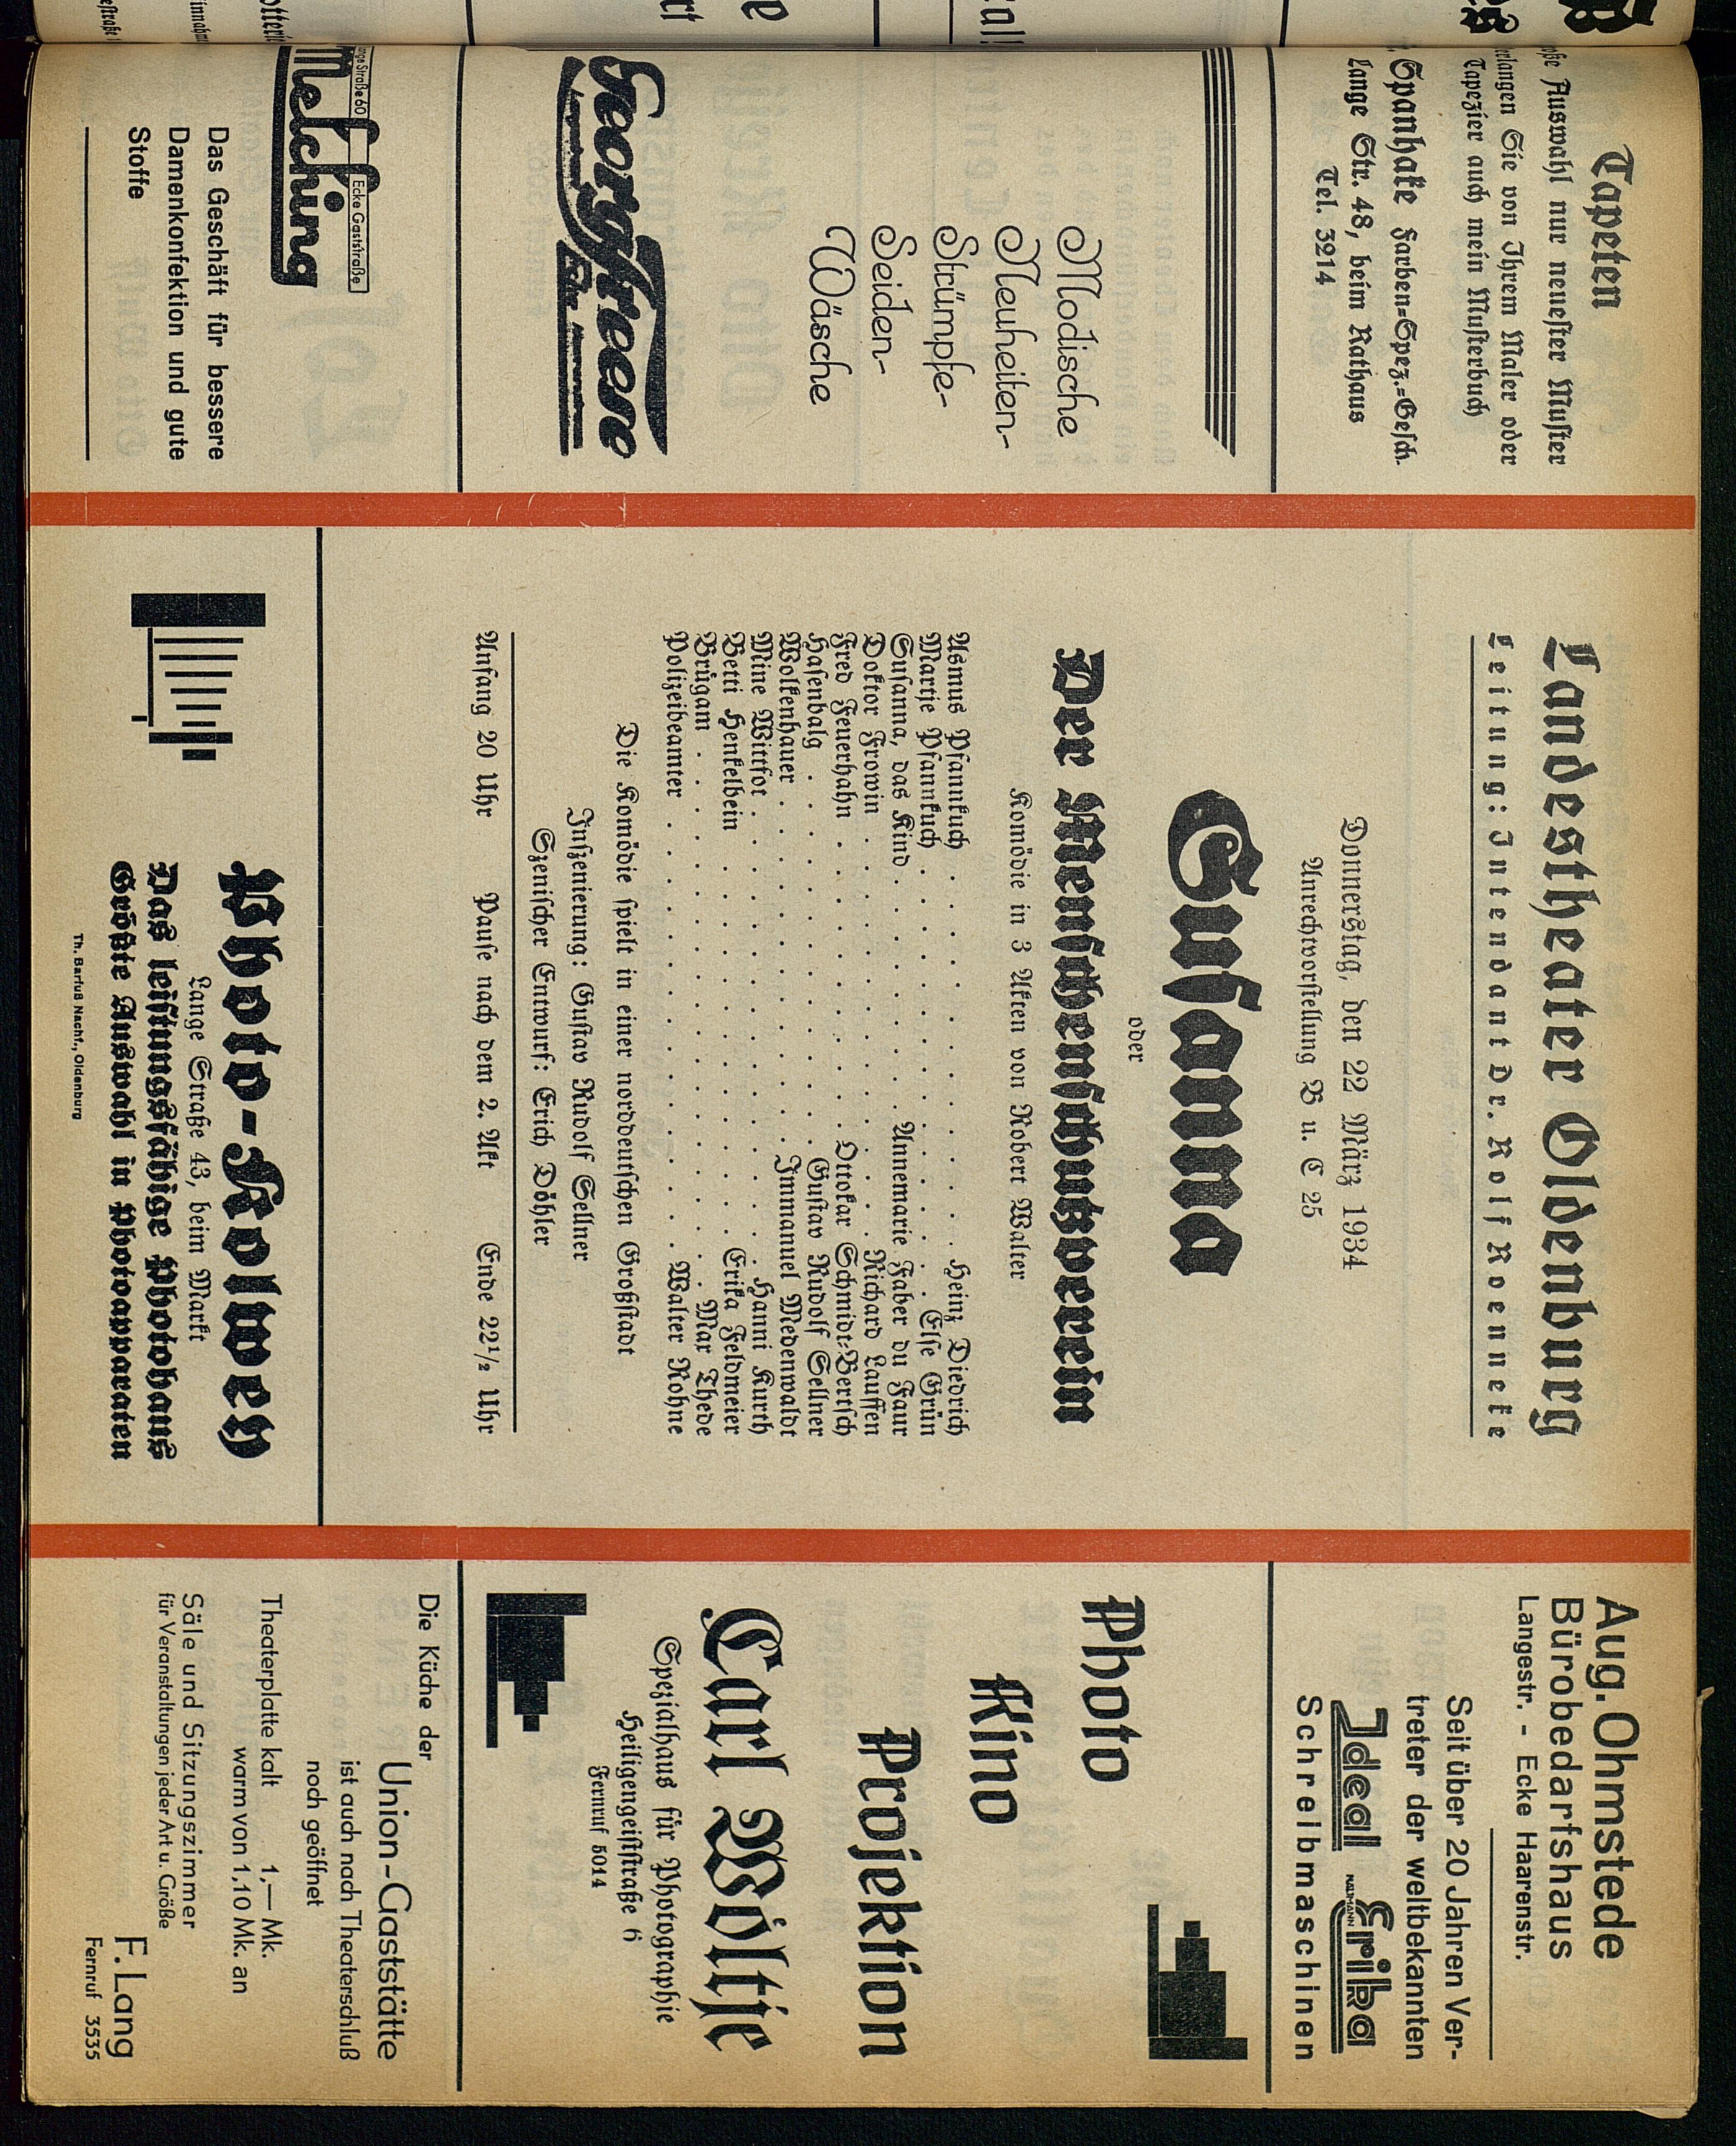 Tapeten
Auswahl nur neuester Muster
Sie von Ihrem Maler oder
Tapezier auch mein Musterbuch
Spanhake Farben-Spez.-Gesch.
Lange Str. 48, beim Rathaus
Tel. 3214
Modische
Neuheiten-
Strümpfe-
Seiden-
Wäsche
Georg Freese
Straße 60
Ecke Gaststraße
Melching
Das Geschäft für bessere
Damenkonfektion und gute
Stoffe
Landestheater Oldenburg
Leitung: Intendant Dr. Rolf Roenneke
Donnerstag, den 22 März 1934
Anrechtvorstellung B u. C 25
Susanna
oder
Der Menschenschutzverein
Komödie in 3 Akten von Robert Walter
Asmus Pfannkuch . . . . . . Heinz Diedrich
Martje Pfannkuch . . . . . . Else Grün
Susanna, das Kind . . . . . . Annemarie Faber du Faur
Doktor Frowin . . . . . . Richard Lauffen
Fred Feuerhahn . . . . . . Ottokar Schmidt-Bertsch
Hasenbalg . . . . . . Gustav Rudolf Sellner
Wolkenhauer . . . . . . Immanuel Medenwaldt
Mine Wittfot . . . . . . Hanni Kurth
Betti Henkelbein . . . . . . Erika Feldmeier
Brügam . . . . . . Max Thede
Polizeibeamter . . . . . . Walter Rohne
Die Komödie spielt in einer norddeutschen Großstadt
Inszenierung: Gustav Rudolf Sellner
Szenischer Entwurf: Erich Döhler
Anfang 20 Uhr Pause nach dem 2. Akt Ende 22½ Uhr
Photo-Kolwey
Lange Straße 43, beim Markt
Das leistungsfähige Photohaus
Größte Auswahl in Photoapparaten
Th. Barfuß Nachf., Oldenburg
Aug. Ohmstede
Bürobedarfshaus
Langestr. - Ecke Haarenstr.
Seit über 20 Jahren Ver-
treter der weltbekannten
Ideal NAUMANN Erika
Schreibmaschinen
Photo
Kino
Projektion
Carl Wöltje
Spezialhaus für Photographie
Heiligengeiststraße 6
Fernruf 5014
Die Küche der
Union-Gaststätte
ist auch nach Theaterschluß
noch geöffnet
Theaterplatte kalt 1,— Mk.
warm von 1,10 Mk. an
Säle und Sitzungszimmer
für Veranstaltungen jeder Art u. Größe
F. Lang
Fernruf 3535